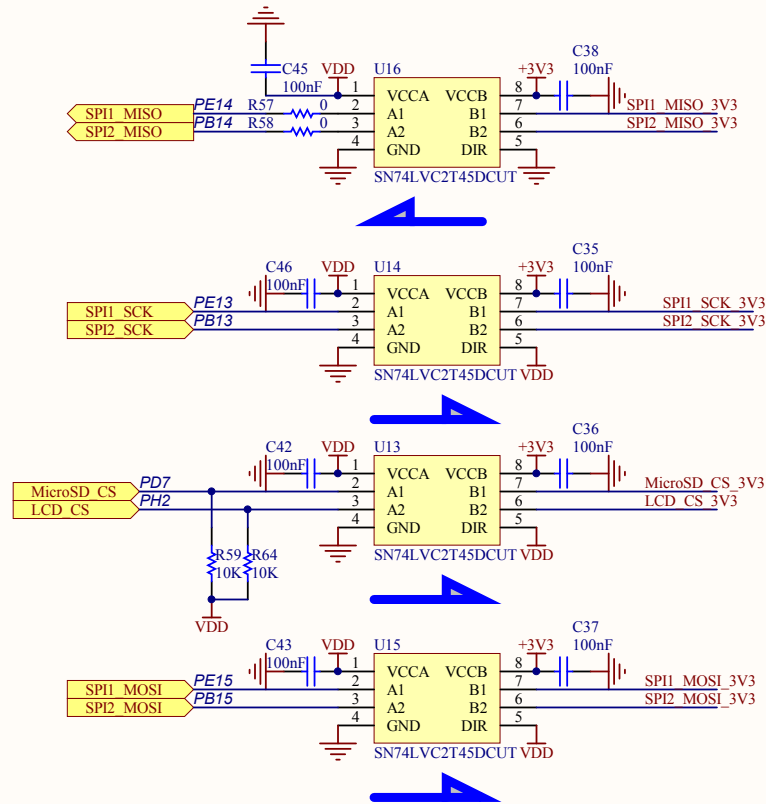 C45 VDD U16 +3V3 C38
100nF 100nF
1 VCCA VCCB 8
SPI1_MISO PE14 R57 0 2 A1 B1 7 SPI1_MISO_3V3
SPI2_MISO PB14 R58 0 3 A2 B2 6 SPI2_MISO_3V3
4 GND DIR 5
SN74LVC2T45DCUT
C46 VDD U14 +3V3 C35
100nF 100nF
1 VCCA VCCB 8
SPI1_SCK PE13 2 A1 B1 7 SPI1_SCK_3V3
SPI2_SCK PB13 3 A2 B2 6 SPI2_SCK_3V3
4 GND DIR 5
SN74LVC2T45DCUT VDD
C42 VDD U13 +3V3 C36
100nF 100nF
1 VCCA VCCB 8
MicroSD_CS PD7 2 A1 B1 7 MicroSD_CS_3V3
LCD_CS PH2 3 A2 B2 6 LCD_CS_3V3
4 GND DIR 5
SN74LVC2T45DCUT VDD
R59 R64
10K 10K
VDD
C43 VDD U15 +3V3 C37
100nF 100nF
1 VCCA VCCB 8
SPI1_MOSI PE15 2 A1 B1 7 SPI1_MOSI_3V3
SPI2_MOSI PB15 3 A2 B2 6 SPI2_MOSI_3V3
4 GND DIR 5
SN74LVC2T45DCUT VDD